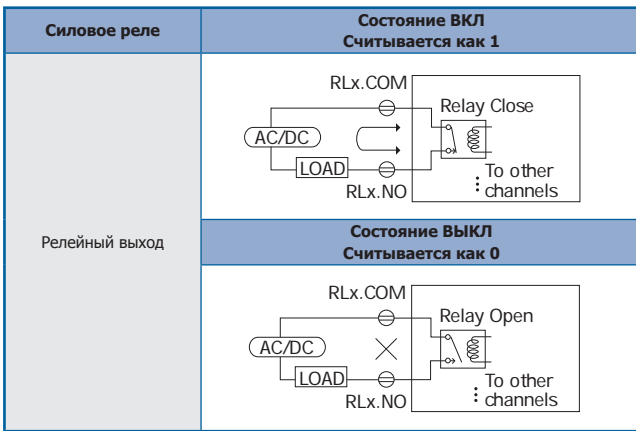 Силовое реле
Состояние ВКЛ
Считывается как 1
RLx.COM
Relay Close
AC/DC
LOAD
To other
channels
RLx.NO
Релейный выход
Состояние ВЫКЛ
Считывается как 0
RLx.COM
Relay Open
AC/DC
LOAD
To other
channels
RLx.NO